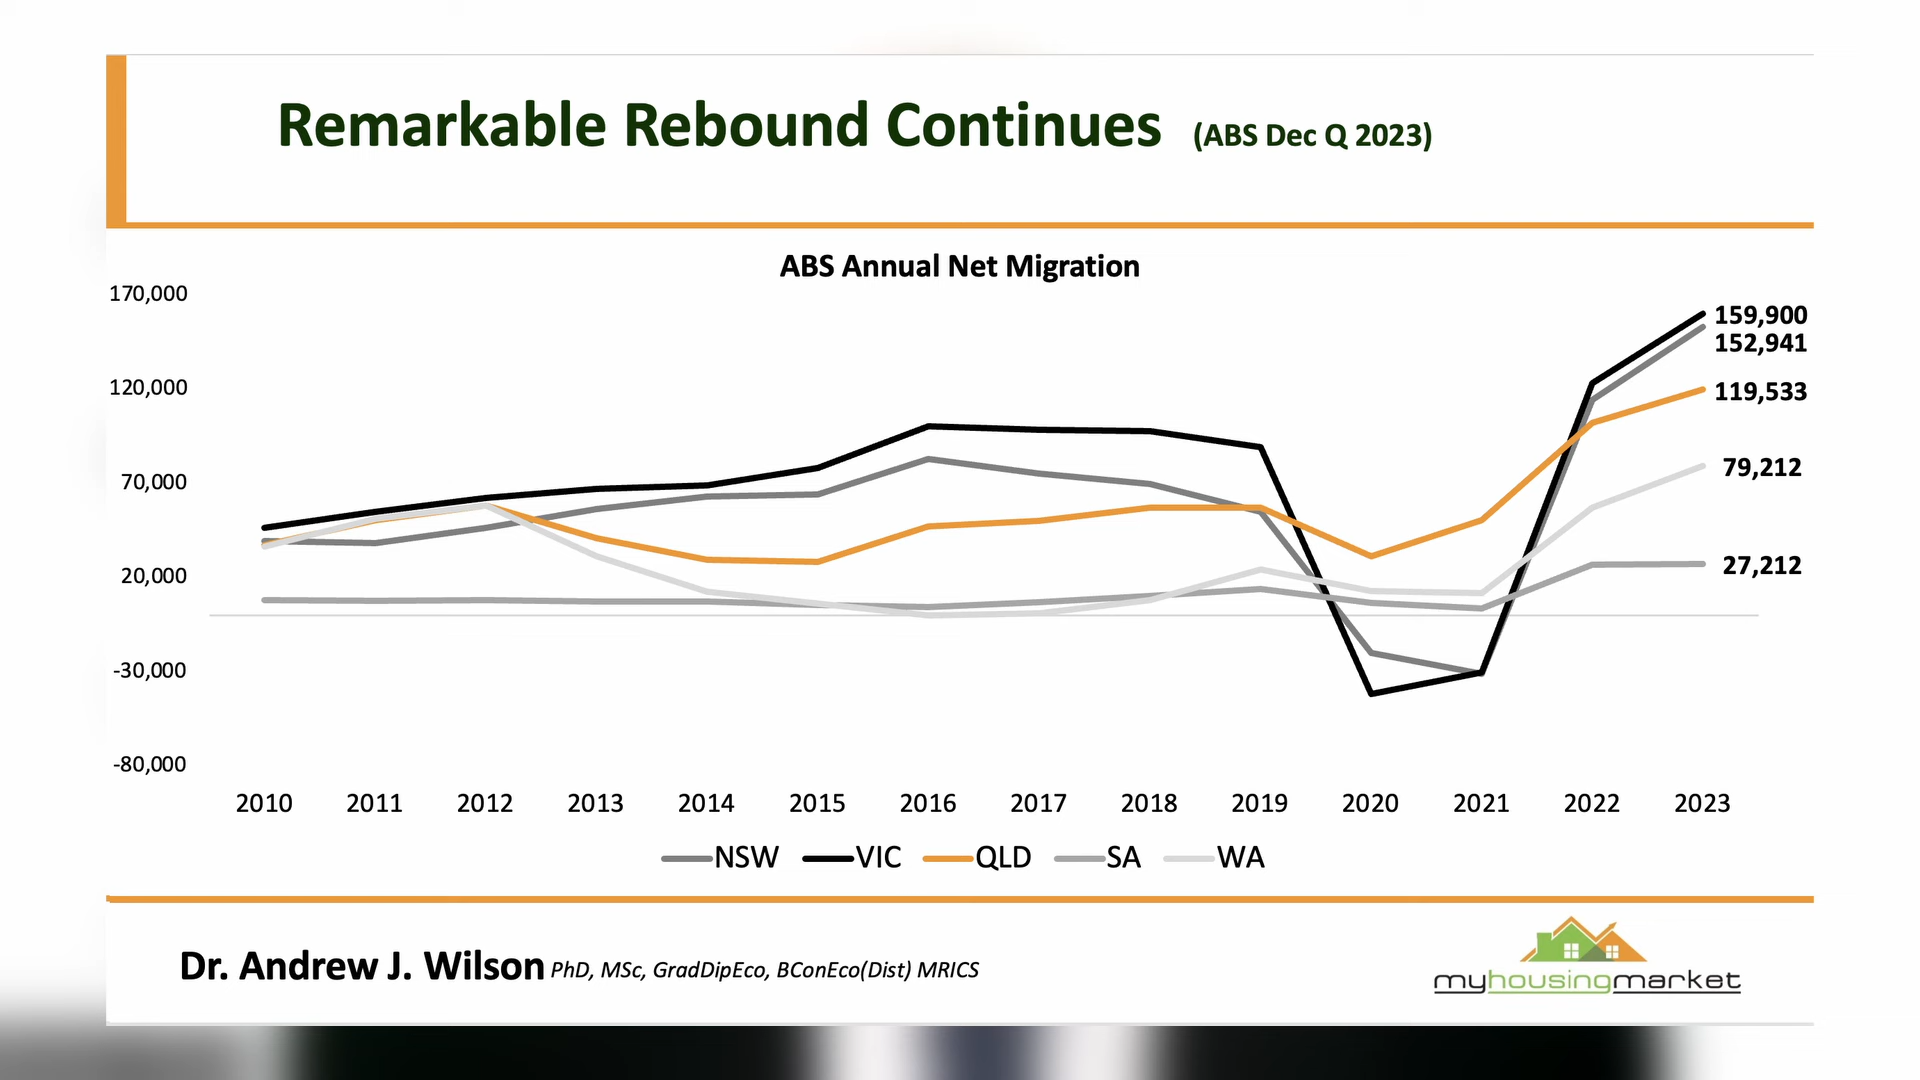 Remarkable Rebound Continues (ABS Dec Q 2023)
ABS Annual Net Migration
170,000
120,000
70,000
20,000
-30,000
-80,000
159,900
152,941
119,533
79,212
27,212
2010 2011 2012 2013 2014 2015 2016 2017 2018 2019 2020 2021 2022 2023
NSW VIC QLD SA WA
Dr. Andrew J. Wilson PhD, MSc, GradDipEco, BConEco(Dist) MRICS
myhousingmarket